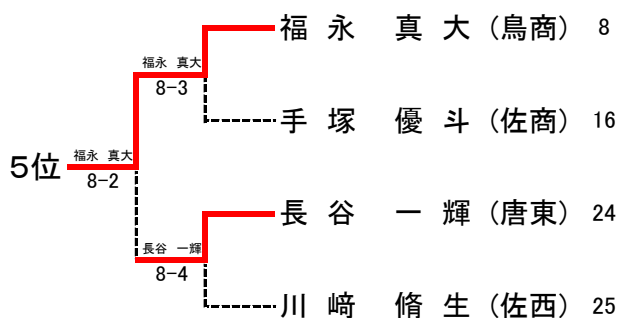 福永 真大 (鳥商) 8
福永 真大
8-3
手塚 優斗 (佐商) 16
5位
福永 真大
8-2
長谷 一輝 (唐東) 24
長谷 一輝
8-4
川﨑 脩生 (佐西) 25